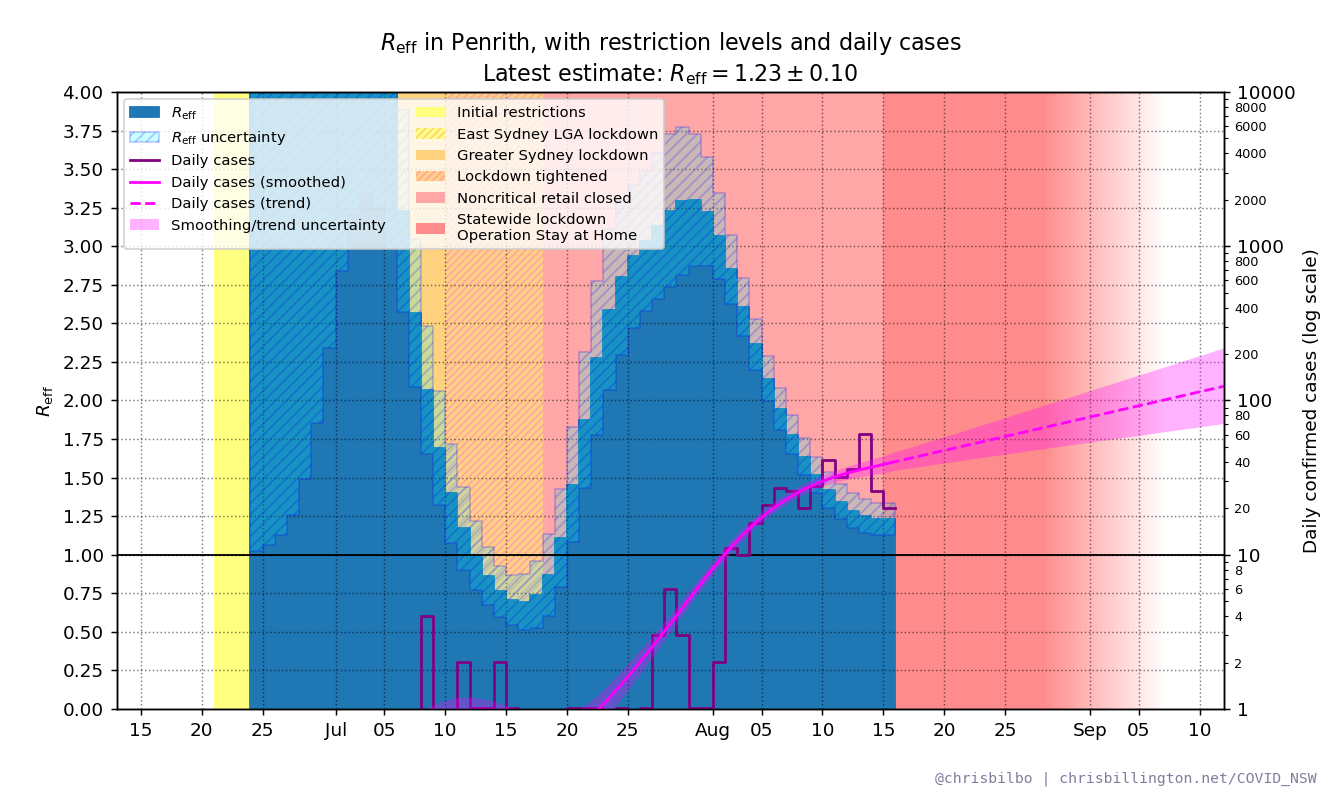 R_eff in Penrith, with restriction levels and daily cases
Latest estimate: R_eff = 1.23 ± 0.10
R_eff
R_eff uncertainty
Daily cases
Daily cases (smoothed)
Daily cases (trend)
Smoothing/trend uncertainty
Initial restrictions
East Sydney LGA lockdown
Greater Sydney lockdown
Lockdown tightened
Noncritical retail closed
Statewide lockdown
Operation Stay at Home
R_eff
4.00
3.75
3.50
3.25
3.00
2.75
2.50
2.25
2.00
1.75
1.50
1.25
1.00
0.75
0.50
0.25
0.00
10000
8000
6000
4000
2000
1000
800
600
400
200
100
80
60
40
20
10
8
6
4
2
1
Daily confirmed cases (log scale)
15 20 25 Jul 05 10 15 20 25 Aug 05 10 15 20 25 Sep 05 10
@chrisbilbo | chrisbillington.net/COVID_NSW